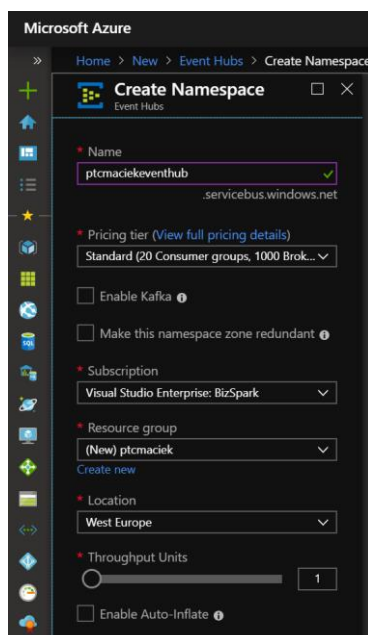 Microsoft Azure
» Home > New > Event Hubs > Create Namespace
Create Namespace
Event Hubs
* Name
ptcmaciekeventhub
.servicebus.windows.net
* Pricing tier (View full pricing details)
Standard (20 Consumer groups, 1000 Brok...
Enable Kafka
Make this namespace zone redundant
* Subscription
Visual Studio Enterprise: BizSpark
* Resource group
(New) ptcmaciek
Create new
* Location
West Europe
* Throughput Units
1
Enable Auto-Inflate
SQL